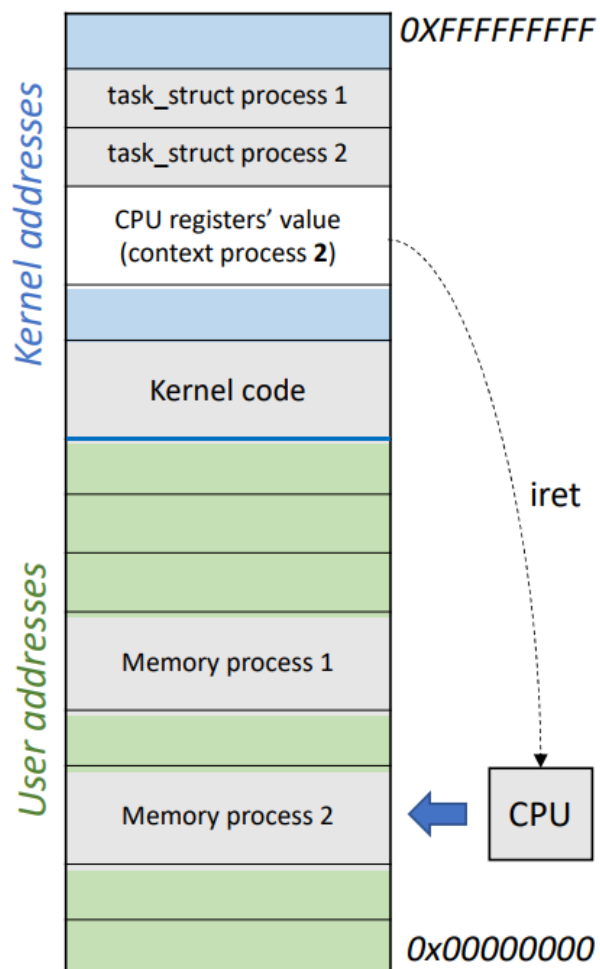 0XFFFFFFFFF
task_struct process 1
task_struct process 2
CPU registers’ value
(context process 2)
Kernel addresses
Kernel code
iret
User addresses
Memory process 1
Memory process 2
CPU
0x00000000